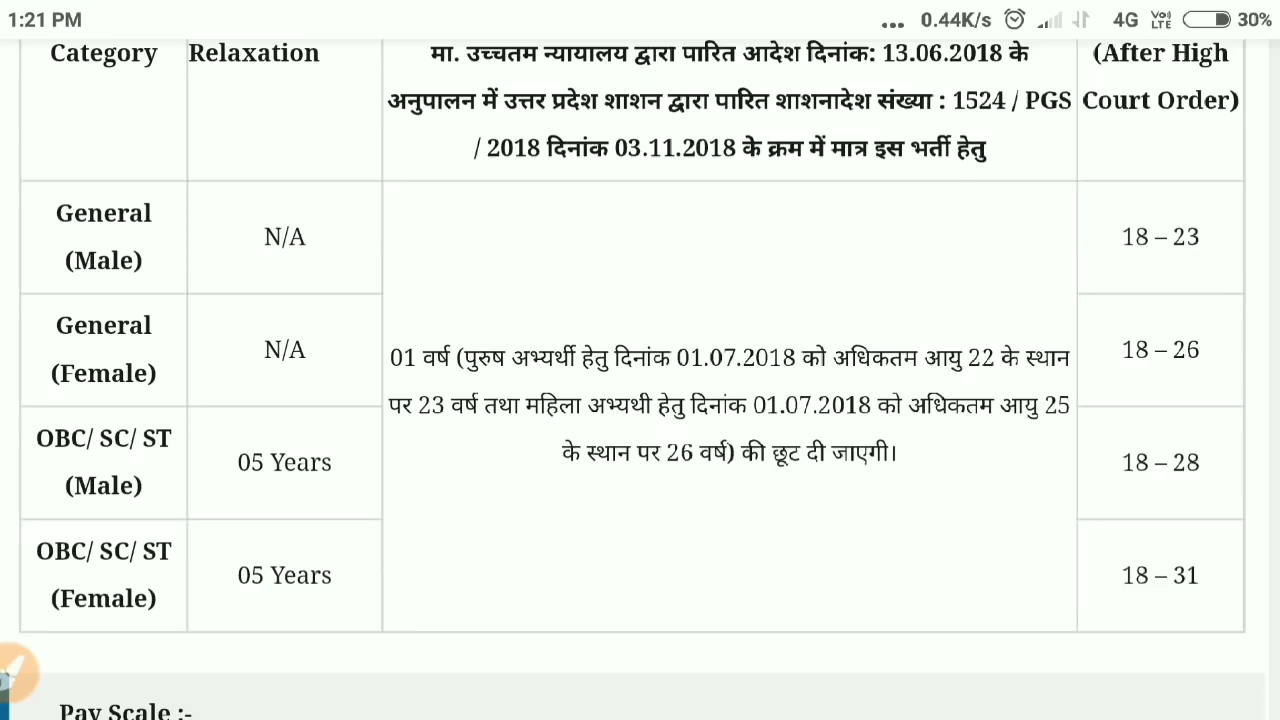 1:21 PM ... 0.44K/s 4G VoLTE 30%
Category Relaxation मा. उच्चतम न्यायालय द्वारा पारित आदेश दिनांक: 13.06.2018 के (After High
अनुपालन में उत्तर प्रदेश शाशन द्वारा पारित शाशनादेश संख्या : 1524 / PGS Court Order)
/ 2018 दिनांक 03.11.2018 के क्रम में मात्र इस भर्ती हेतु
General
(Male)
N/A
18 – 23
General
(Female)
N/A
01 वर्ष (पुरुष अभ्यर्थी हेतु दिनांक 01.07.2018 को अधिकतम आयु 22 के स्थान
पर 23 वर्ष तथा महिला अभ्यथी हेतु दिनांक 01.07.2018 को अधिकतम आयु 25
के स्थान पर 26 वर्ष) की छूट दी जाएगी।
18 – 26
OBC/ SC/ ST
(Male)
05 Years
18 – 28
OBC/ SC/ ST
(Female)
05 Years
18 – 31
Pay Scale :-